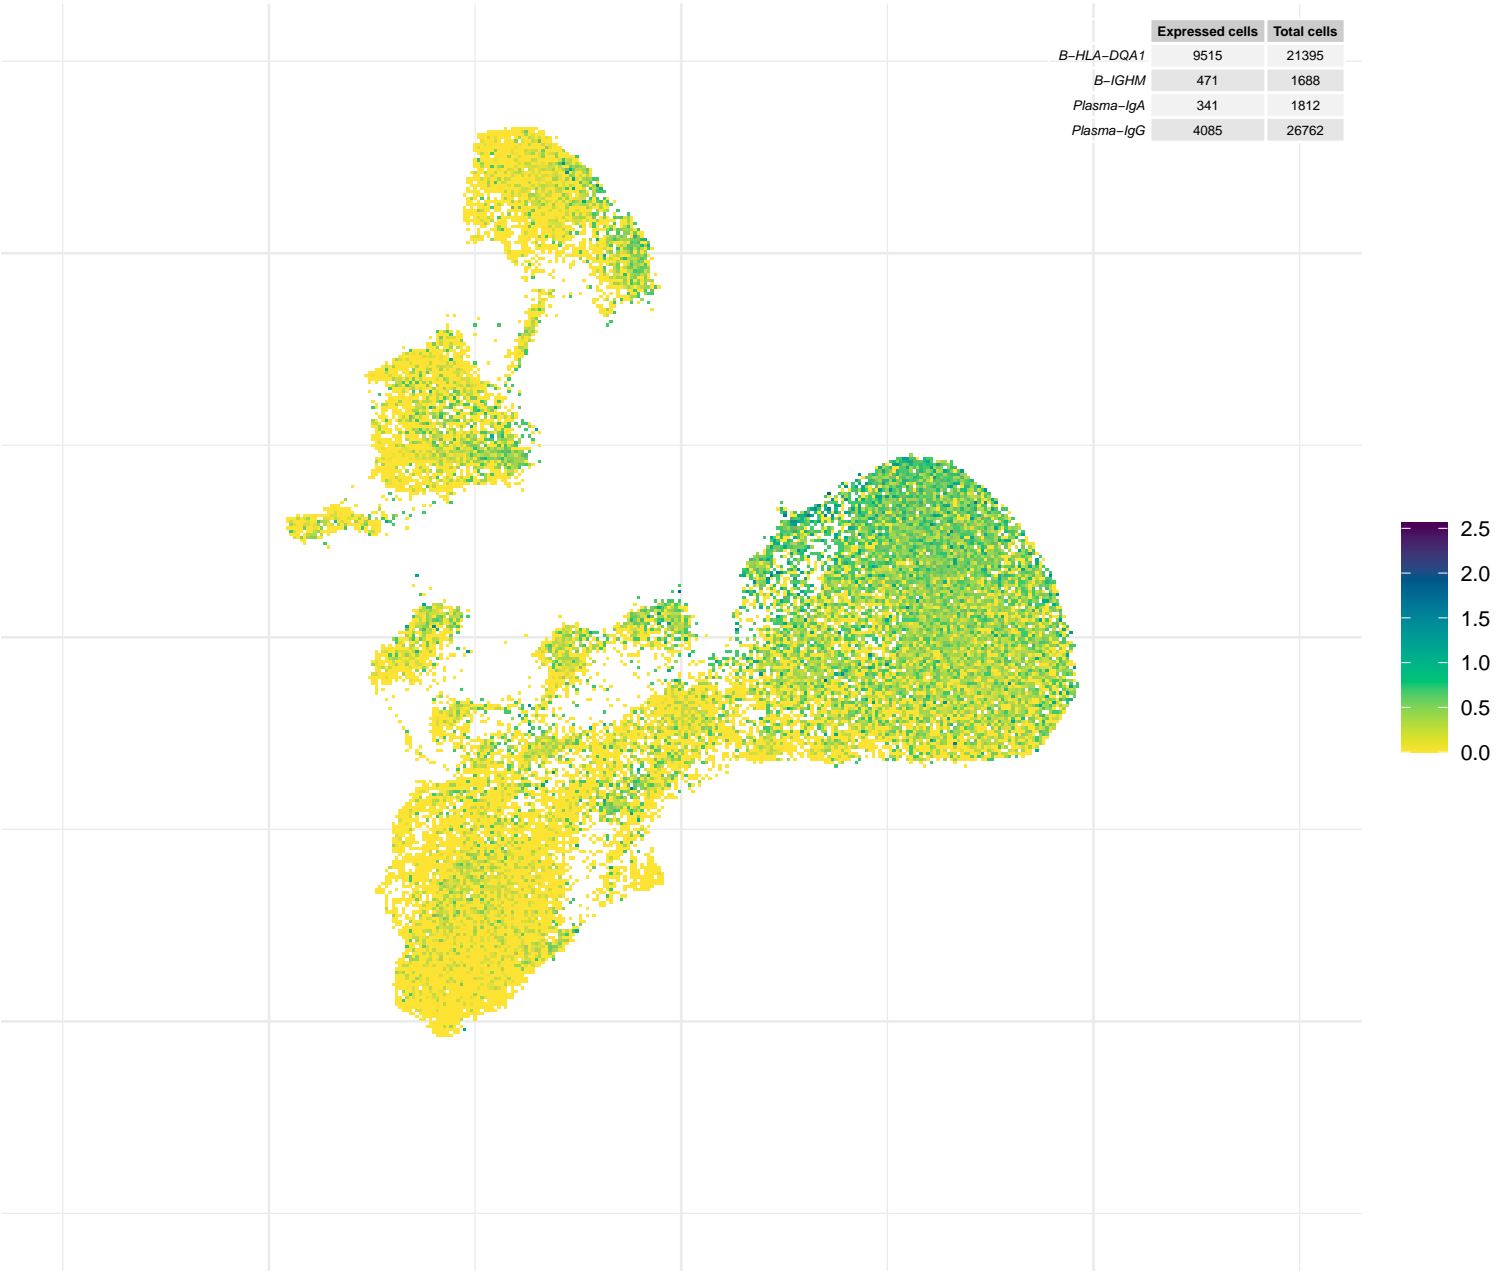 Expressed cells Total cells
B−HLA−DQA1 9515 21395
B−IGHM 471 1688
Plasma−IgA 341 1812
Plasma−IgG 4085 26762
2.5
2.0
1.5
1.0
0.5
0.0